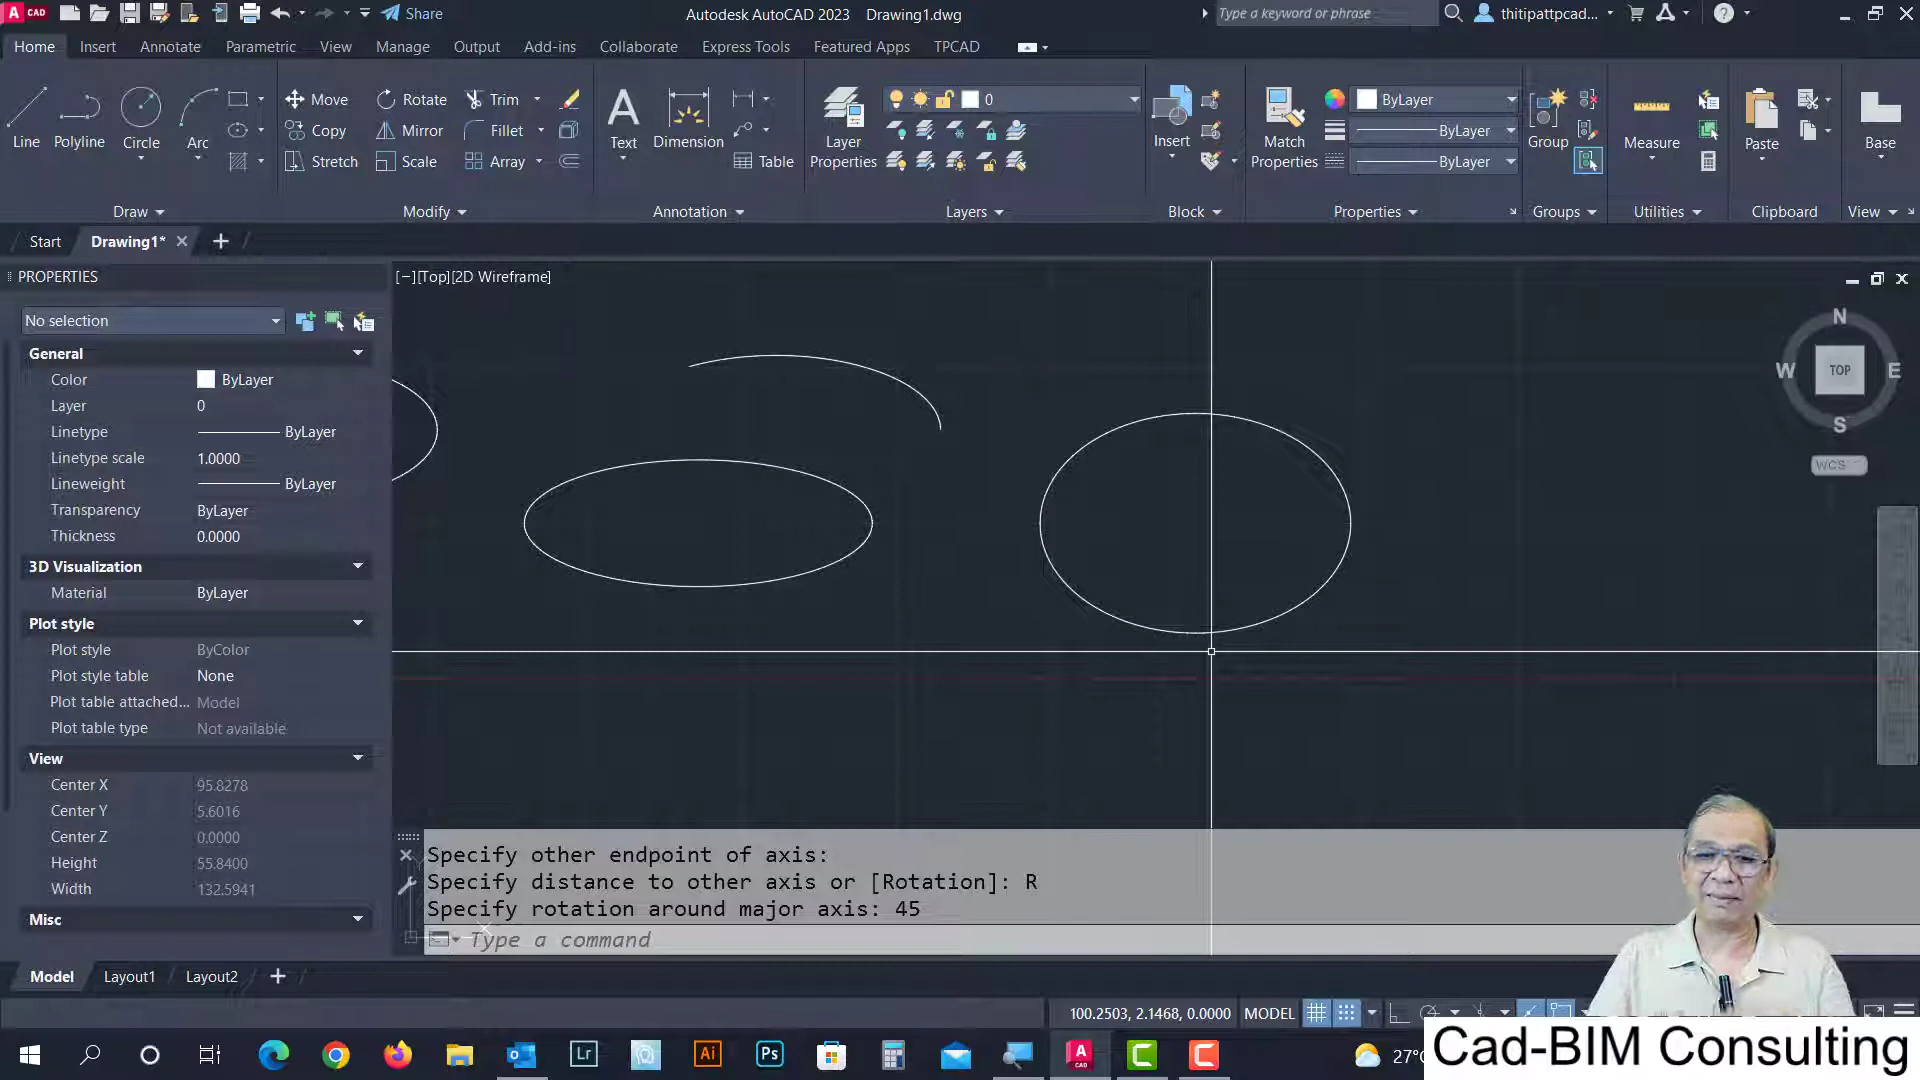 CAD
Share
Autodesk AutoCAD 2023 Drawing1.dwg
Type a keyword or phrase
thitipattpcad...
Home Insert Annotate Parametric View Manage Output Add-ins Collaborate Express Tools Featured Apps TPCAD
Line
Polyline
Circle
Arc
Move
Copy
Stretch
Rotate
Mirror
Scale
Trim
Fillet
Array
Text
Dimension
Table
Layer
Properties
0
Insert
Match
Properties
ByLayer
ByLayer
ByLayer
Group
Measure
Paste
Base
Draw
Modify
Annotation
Layers
Block
Properties
Groups
Utilities
Clipboard
View
Start
Drawing1*
PROPERTIES
No selection
General
Color ByLayer
Layer 0
Linetype ByLayer
Linetype scale 1.0000
Lineweight ByLayer
Transparency ByLayer
Thickness 0.0000
3D Visualization
Material ByLayer
Plot style
Plot style ByColor
Plot style table None
Plot table attached... Model
Plot table type Not available
View
Center X 95.8278
Center Y 5.6016
Center Z 0.0000
Height 55.8400
Width 132.5941
Misc
[−][Top][2D Wireframe]
N
W TOP E
S
WCS
Specify other endpoint of axis:
Specify distance to other axis or [Rotation]: R
Specify rotation around major axis: 45
Type a command
Model Layout1 Layout2
100.2503, 2.1468, 0.0000 MODEL
Lr
Ai
Ps
A
CAD
C
C
27°
Cad-BIM Consulting